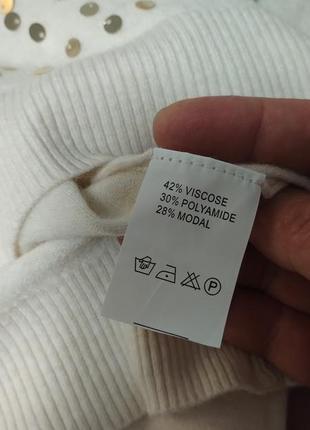 42% VISCOSE
30% POLYAMIDE
28% MODAL
P